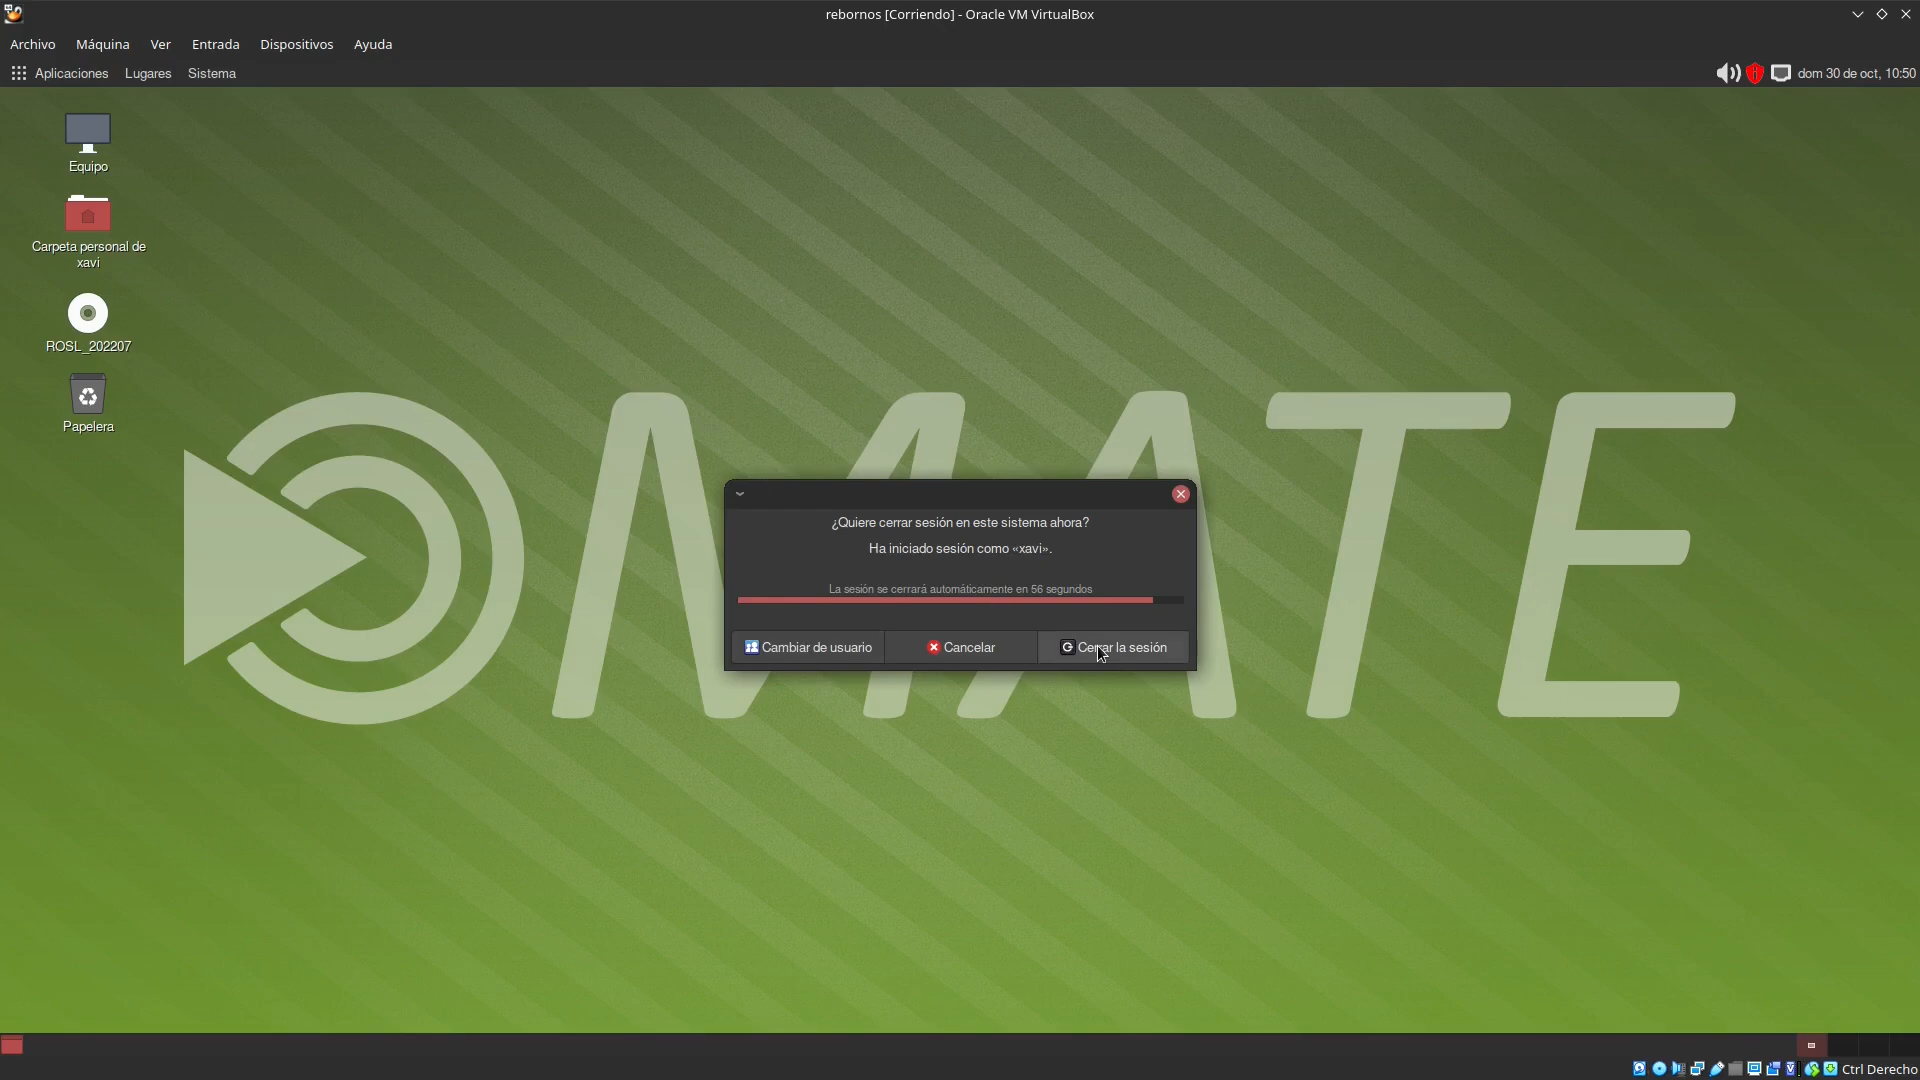 rebornos [Corriendo] - Oracle VM VirtualBox
Archivo Máquina Ver Entrada Dispositivos Ayuda
Aplicaciones Lugares Sistema dom 30 de oct, 10:50
Equipo
Carpeta personal de
xavi
ROSL_202207
Papelera
MATE
¿Quiere cerrar sesión en este sistema ahora?
Ha iniciado sesión como «xavi».
La sesión se cerrará automáticamente en 56 segundos
Cambiar de usuario Cancelar Cerrar la sesión
Ctrl Derecho